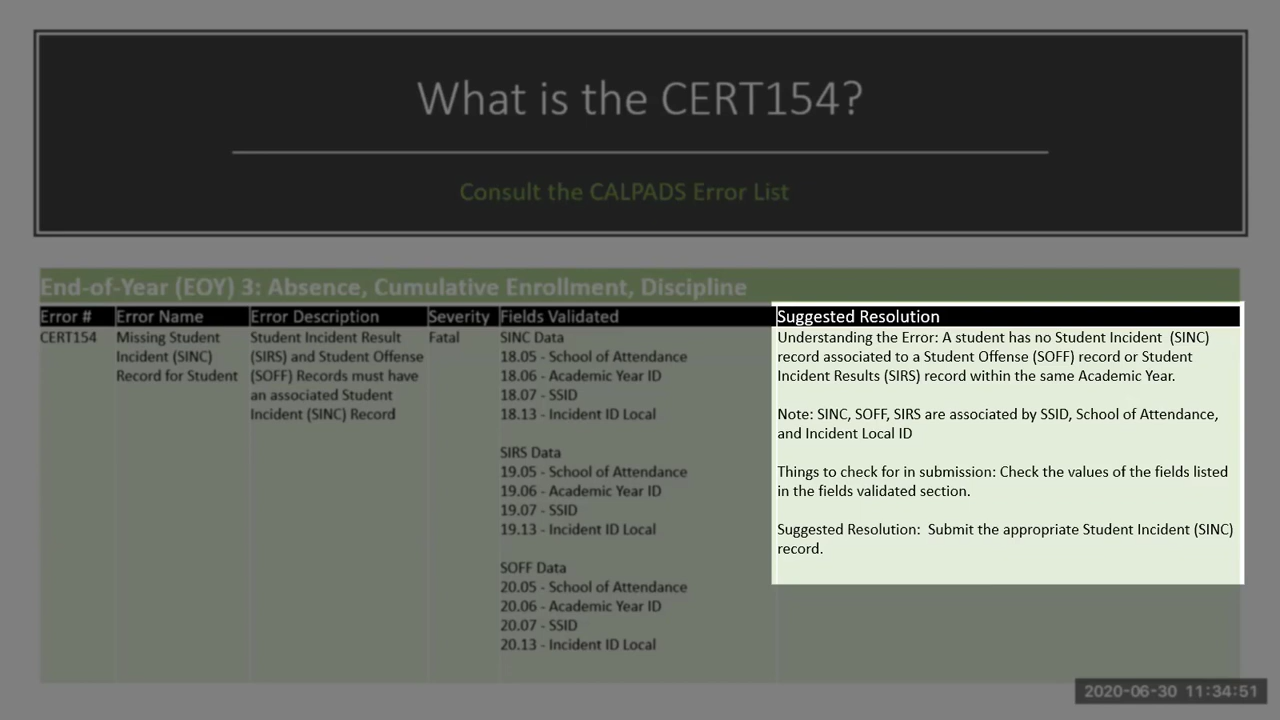 What is the CERT154?
Consult the CALPADS Error List
End-of-Year (EOY) 3: Absence, Cumulative Enrollment, Discipline
Error # Error Name Error Description Severity Fields Validated Suggested Resolution
CERT154
Missing Student
Incident (SINC)
Record for Student
Student Incident Result
(SIRS) and Student Offense
(SOFF) Records must have
an associated Student
Incident (SINC) Record
Fatal
SINC Data
18.05 - School of Attendance
18.06 - Academic Year ID
18.07 - SSID
18.13 - Incident ID Local
SIRS Data
19.05 - School of Attendance
19.06 - Academic Year ID
19.07 - SSID
19.13 - Incident ID Local
SOFF Data
20.05 - School of Attendance
20.06 - Academic Year ID
20.07 - SSID
20.13 - Incident ID Local
Understanding the Error: A student has no Student Incident (SINC)
record associated to a Student Offense (SOFF) record or Student
Incident Results (SIRS) record within the same Academic Year.
Note: SINC, SOFF, SIRS are associated by SSID, School of Attendance,
and Incident Local ID
Things to check for in submission: Check the values of the fields listed
in the fields validated section.
Suggested Resolution: Submit the appropriate Student Incident (SINC)
record.
2020-06-30 11:34:51